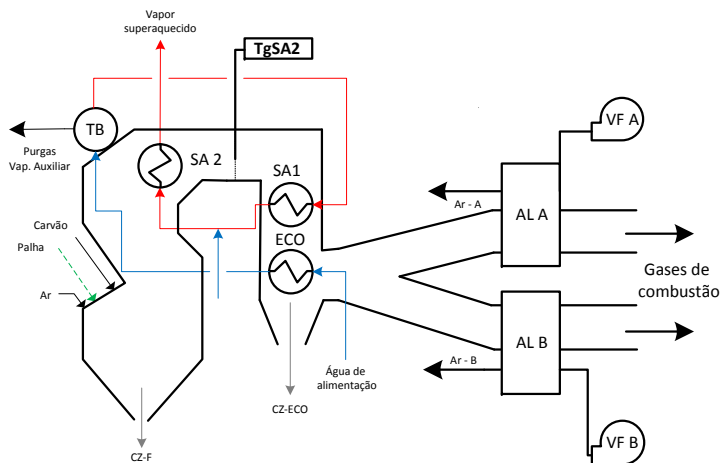 Vapor
superaquecido
TgSA2
VF A
TB
SA 2
SA1
Purgas
Vap. Auxiliar
AL A
Ar - A
Carvão
Palha
ECO
Gases de
combustão
Ar
AL B
Ar - B
Água de
alimentação
CZ-ECO
VF B
CZ-F